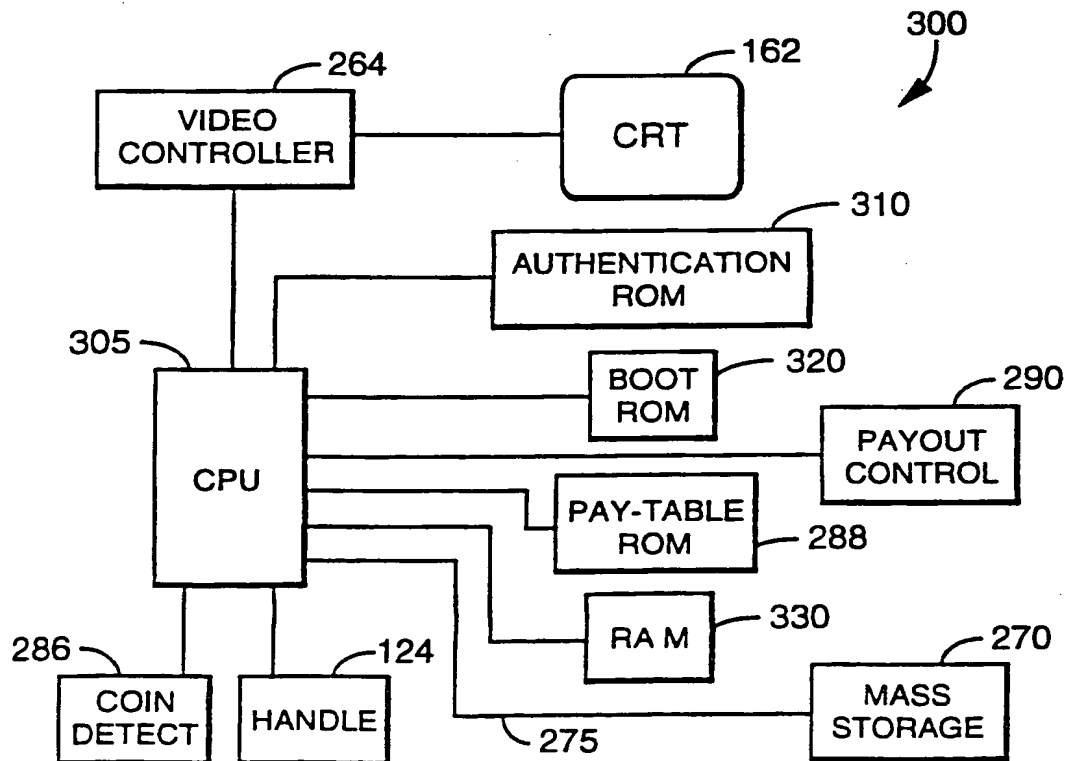 300
264
162
VIDEO
CONTROLLER
CRT
310
AUTHENTICATION
ROM
305
320
BOOT
ROM
290
PAYOUT
CONTROL
CPU
PAY-TABLE
ROM
288
RAM
330
286
124
270
COIN
DETECT
HANDLE
MASS
STORAGE
275